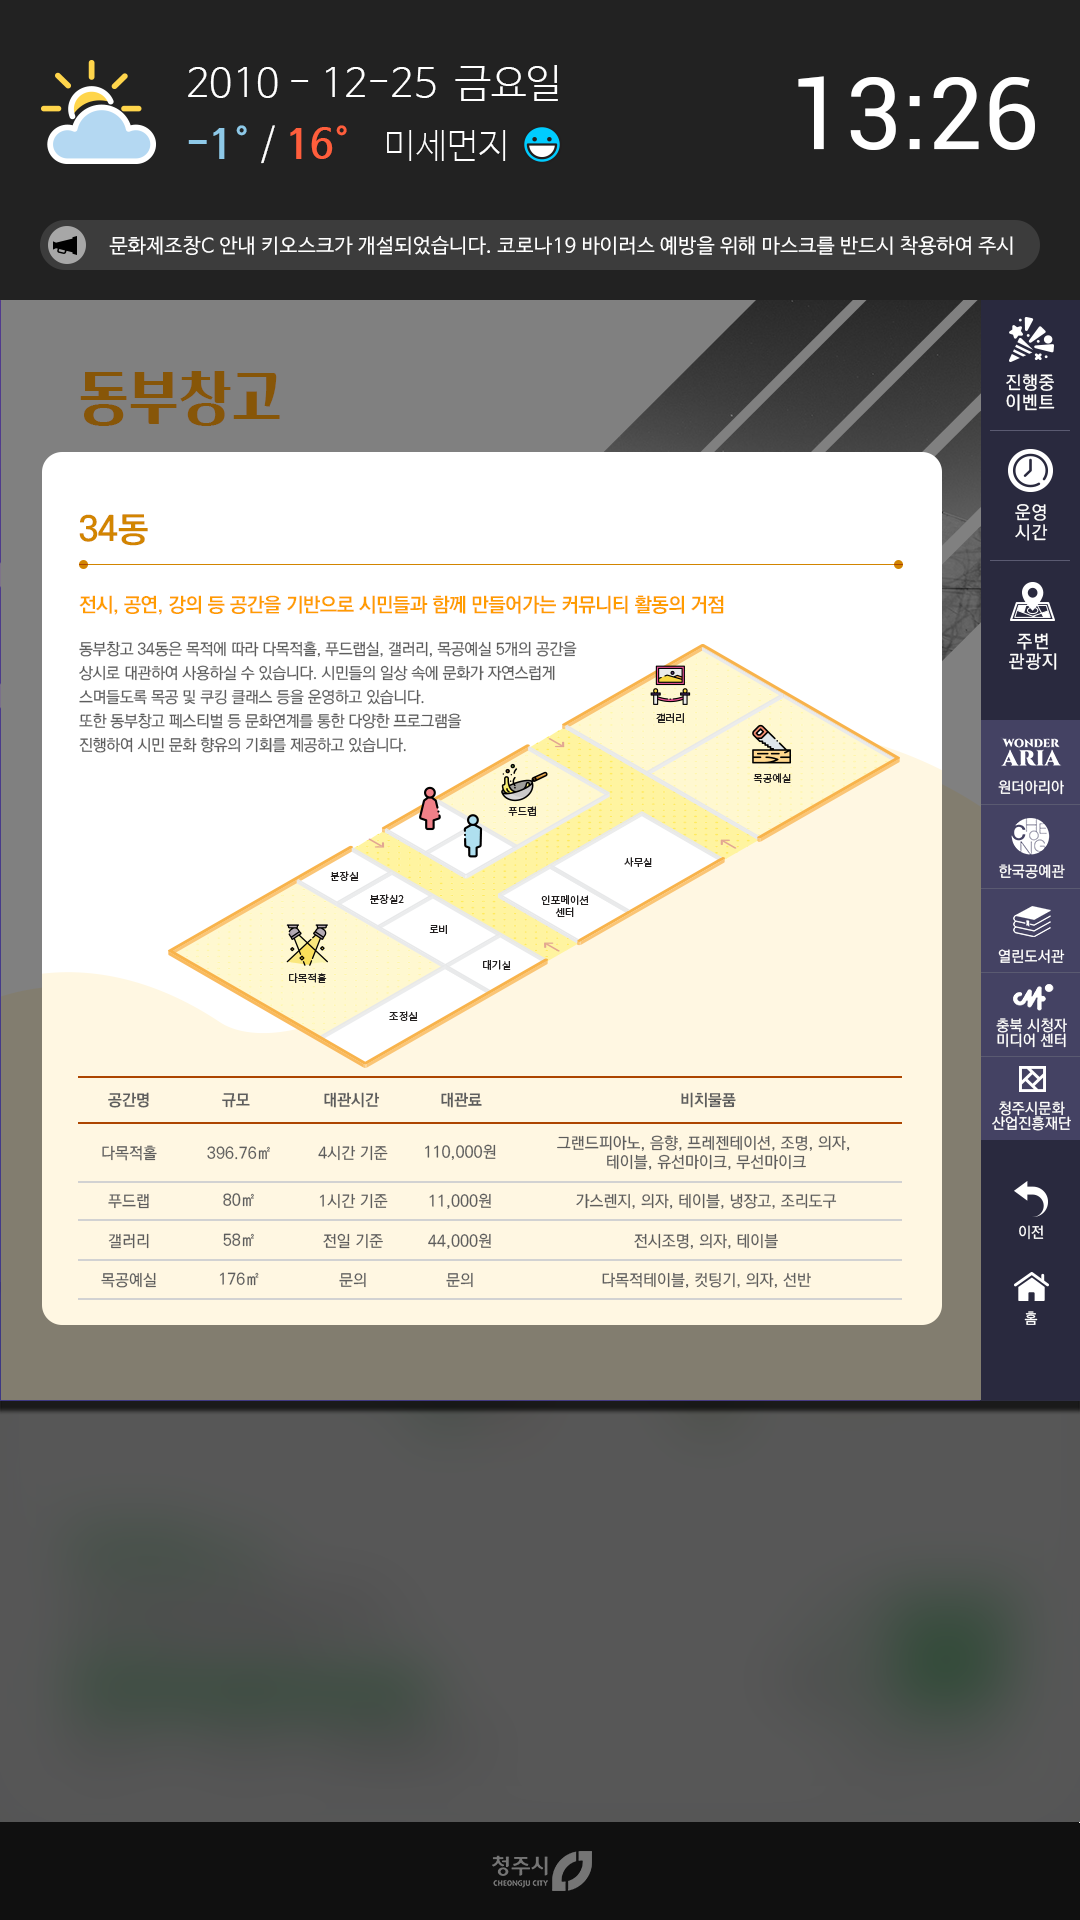 2010 - 12-25 금요일
-1° / 16° 미세먼지
13:26
문화제조창C 안내 키오스크가 개설되었습니다. 코로나19 바이러스 예방을 위해 마스크를 반드시 착용하여 주시
동부창고
34동
전시, 공연, 강의 등 공간을 기반으로 시민들과 함께 만들어가는 커뮤니티 활동의 거점
동부창고 34동은 목적에 따라 다목적홀, 푸드랩실, 갤러리, 목공예실 5개의 공간을
상시로 대관하여 사용하실 수 있습니다. 시민들의 일상 속에 문화가 자연스럽게
스며들도록 목공 및 쿠킹 클래스 등을 운영하고 있습니다.
또한 동부창고 페스티벌 등 문화연계를 통한 다양한 프로그램을
진행하여 시민 문화 향유의 기회를 제공하고 있습니다.
갤러리
목공예실
푸드랩
사무실
분장실
분장실2
인포메이션
센터
로비
대기실
다목적홀
조정실
공간명 규모 대관시간 대관료 비치물품
다목적홀 396.76㎡ 4시간 기준 110,000원 그랜드피아노, 음향, 프레젠테이션, 조명, 의자,
테이블, 유선마이크, 무선마이크
푸드랩 80㎡ 1시간 기준 11,000원 가스렌지, 의자, 테이블, 냉장고, 조리도구
갤러리 58㎡ 전일 기준 44,000원 전시조명, 의자, 테이블
목공예실 176㎡ 문의 문의 다목적테이블, 컷팅기, 의자, 선반
진행중
이벤트
운영
시간
주변
관광지
WONDER
ARIA
원더아리아
CHEONG
한국공예관
열린도서관
충북 시청자
미디어 센터
청주시문화
산업진흥재단
이전
홈
청주시
CHEONGJU CITY